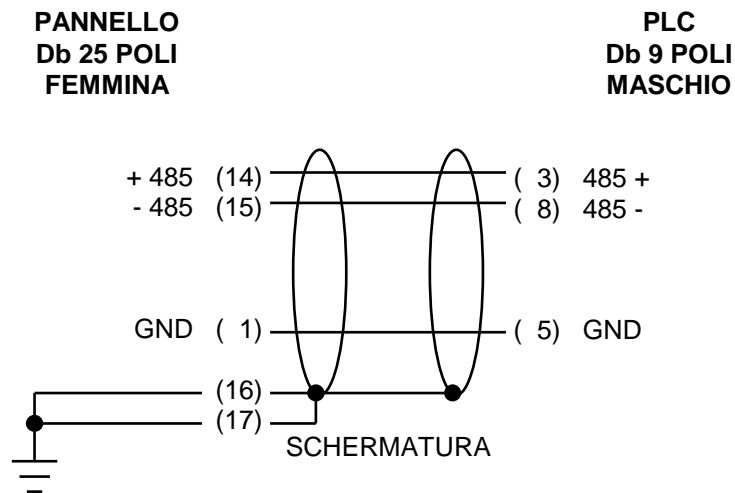 PANNELLO
Db 25 POLI
FEMMINA
PLC
Db 9 POLI
MASCHIO
+ 485 (14) ( 3) 485 +
- 485 (15) ( 8) 485 -
GND ( 1) ( 5) GND
(16)
(17)
SCHERMATURA